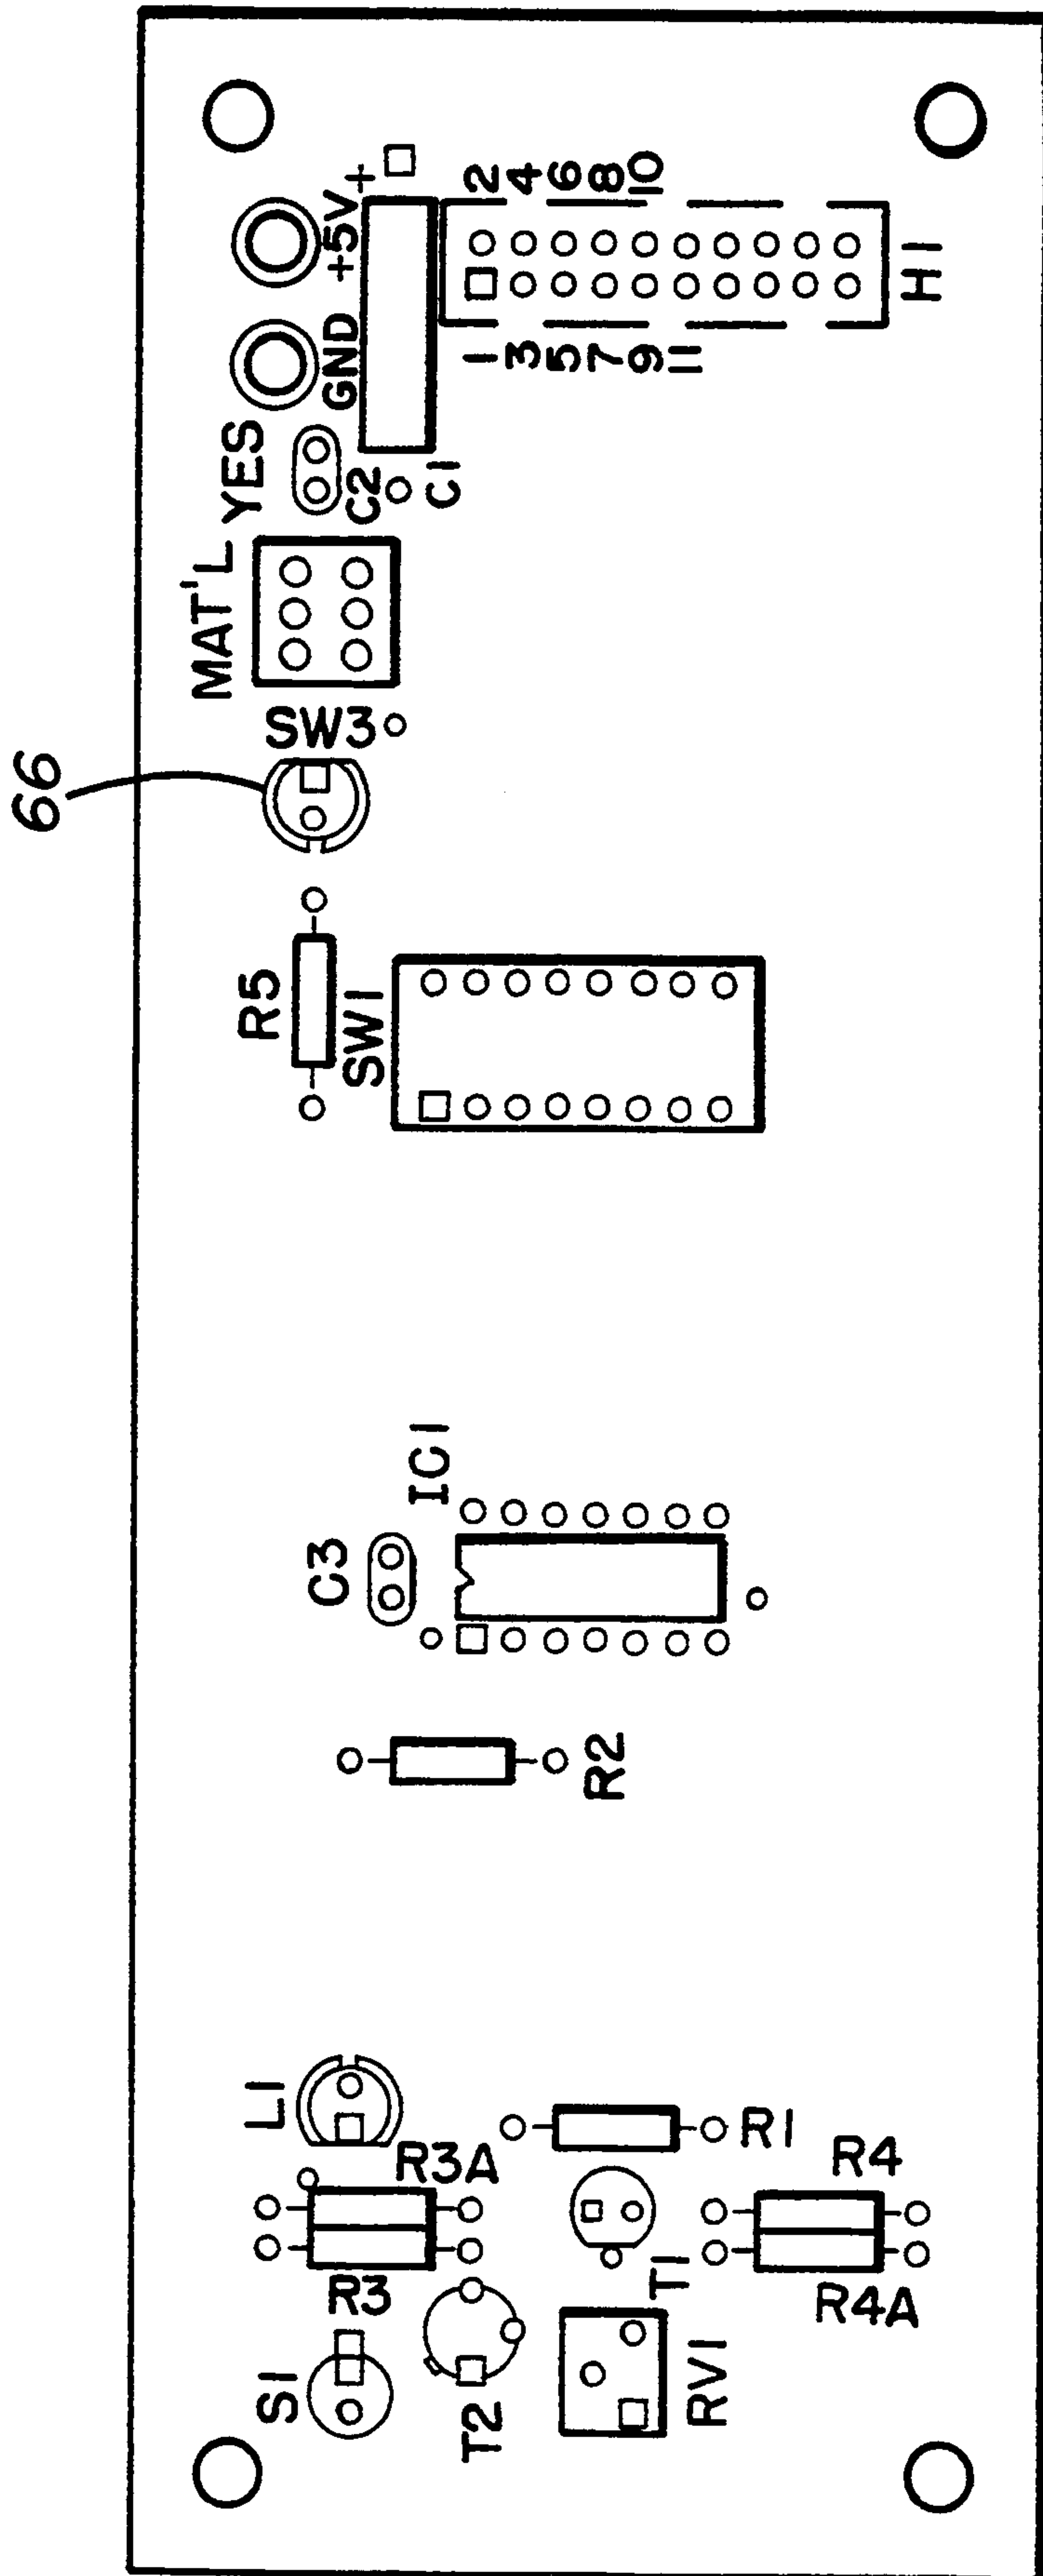 66
MAT'L YES
GND +5V +
C2
C1
SW3
2
4
6
8
10
1
3
5
7
9
11
H1
R5
SW1
IC1
C3
R2
L1
R3A
R3
S1
T2
R1
T1
RV1
R4
R4A